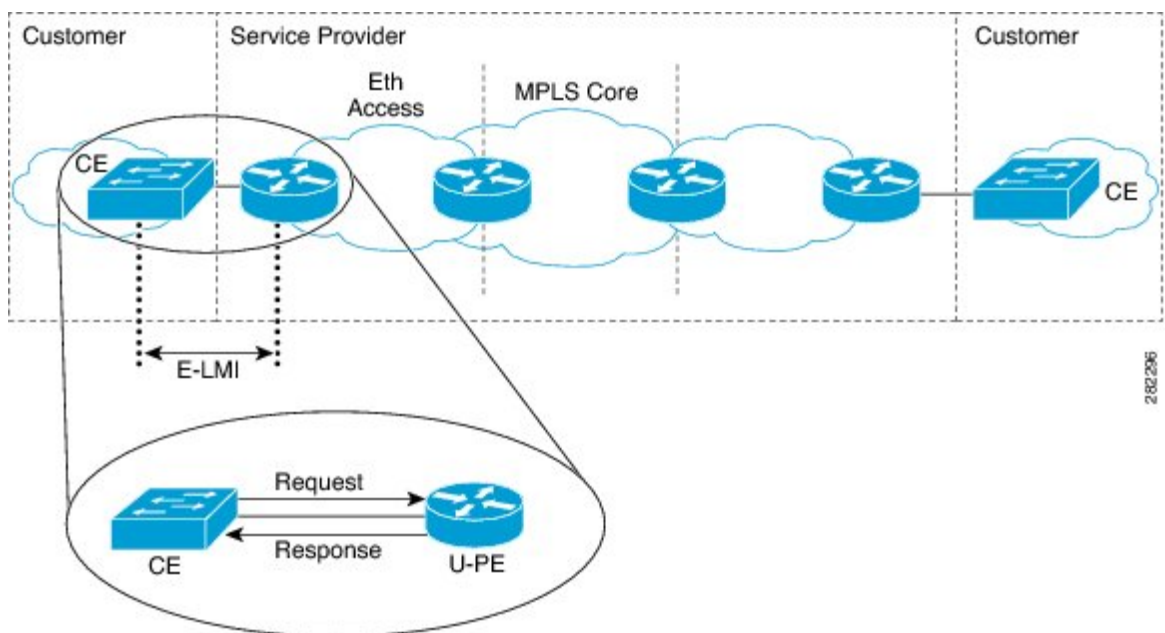 Customer
Service Provider
Customer
Eth
Access
MPLS Core
CE
CE
E-LMI
282296
Request
Response
CE
U-PE